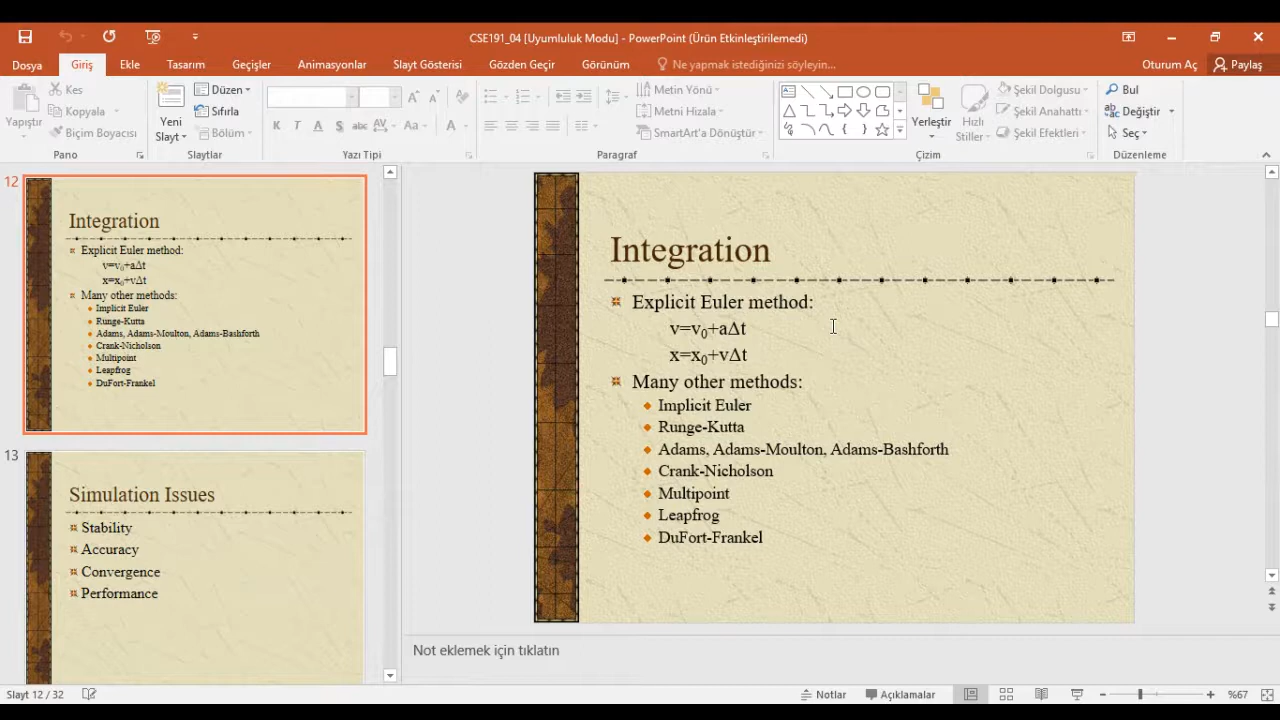 CSE191_04 [Uyumluluk Modu] - PowerPoint (Ürün Etkinleştirilemedi)
Dosya Giriş Ekle Tasarım Geçişler Animasyonlar Slayt Gösterisi Gözden Geçir Görünüm Ne yapmak istediğinizi söyleyin... Oturum Aç Paylaş
Yapıştır
Kes
Kopyala
Biçim Boyacısı
Pano
Yeni
Slayt
Düzen
Sıfırla
Bölüm
Slaytlar
K T A S abc AV Aa A
Yazı Tipi
Metin Yönü
Metni Hizala
SmartArt'a Dönüştür
Paragraf
Yerleştir
Hızlı
Stiller
Şekil Dolgusu
Şekil Anahattı
Şekil Efektleri
Çizim
Bul
Değiştir
Seç
Düzenleme
12
Integration
Explicit Euler method:
v=v₀+aΔt
x=x₀+vΔt
Many other methods:
Implicit Euler
Runge-Kutta
Adams, Adams-Moulton, Adams-Bashforth
Crank-Nicholson
Multipoint
Leapfrog
DuFort-Frankel
13
Simulation Issues
Stability
Accuracy
Convergence
Performance
Integration
Explicit Euler method:
v=v₀+aΔt
x=x₀+vΔt
Many other methods:
Implicit Euler
Runge-Kutta
Adams, Adams-Moulton, Adams-Bashforth
Crank-Nicholson
Multipoint
Leapfrog
DuFort-Frankel
Not eklemek için tıklatın
Slayt 12 / 32 Notlar Açıklamalar %67